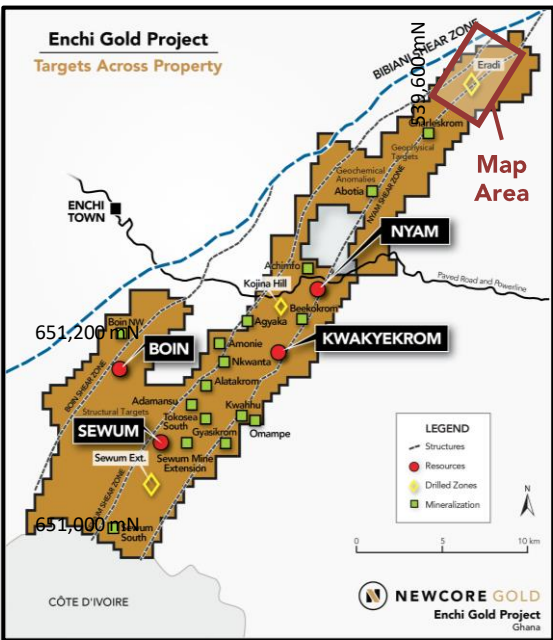 Enchi Gold Project
Targets Across Property
BIBIANI SHEAR ZONE
539,600mN
Eradi
Charleskrom
Map
Area
Geophysical
Targets
Geochemical
Anomalies
Abotia
NYAM SHEAR ZONE
ENCHI
TOWN
NYAM
Achimfo
Paved Road and Powerline
Kojina Hill
Beekokrom
Agyaka
651,200 mN
Boin NW
BOIN
KWAKYEKROM
Amonie
Nkwanta
BOIN SHEAR ZONE
Alatakrom
Adamansu
Structural Targets
Tokosea
South
Kwahhu
SEWUM
Gyasikrom
Omampe
Sewum Ext.
Sewum Mine
Extension
SHEAR ZONE
651,000 mN
Sewum
South
LEGEND
Structures
Resources
Drilled Zones
Mineralization
N
0 5 10 km
CÔTE D'IVOIRE
N NEWCORE GOLD
Enchi Gold Project
Ghana